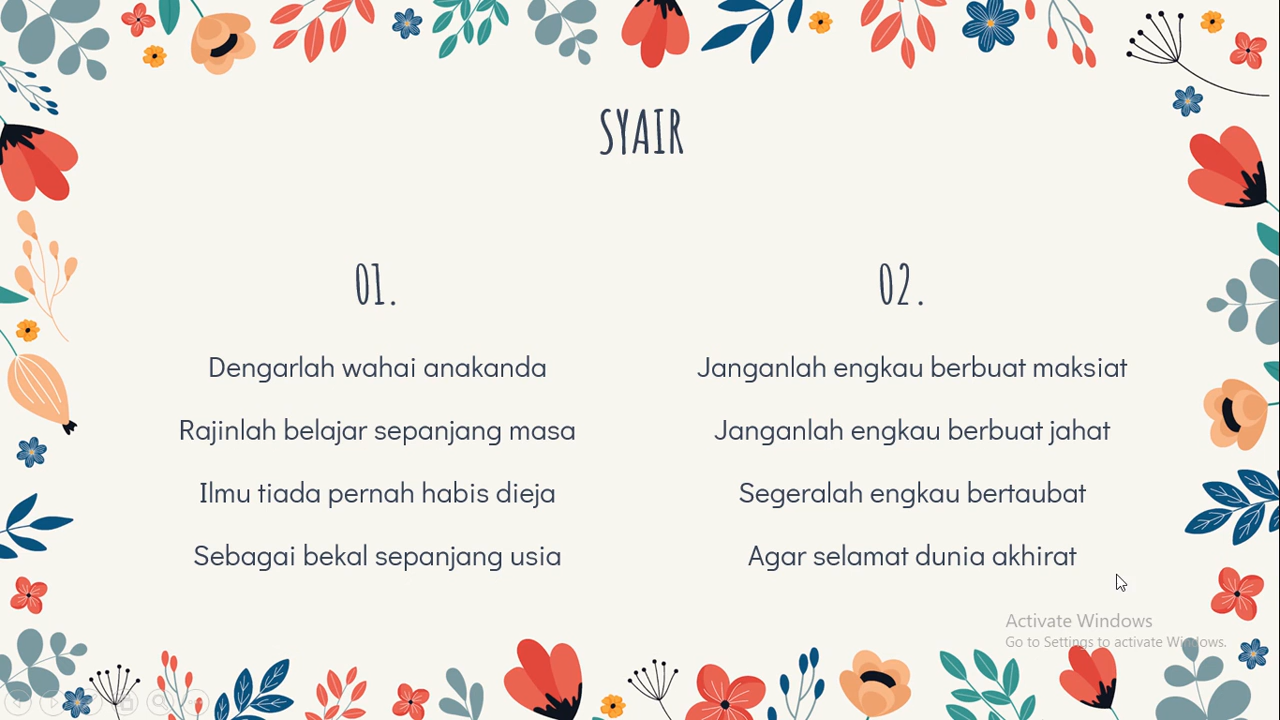 SYAIR
01.
Dengarlah wahai anakanda
Rajinlah belajar sepanjang masa
Ilmu tiada pernah habis dieja
Sebagai bekal sepanjang usia
02.
Janganlah engkau berbuat maksiat
Janganlah engkau berbuat jahat
Segeralah engkau bertaubat
Agar selamat dunia akhirat
Activate Windows
Go to Settings to activate Windows.